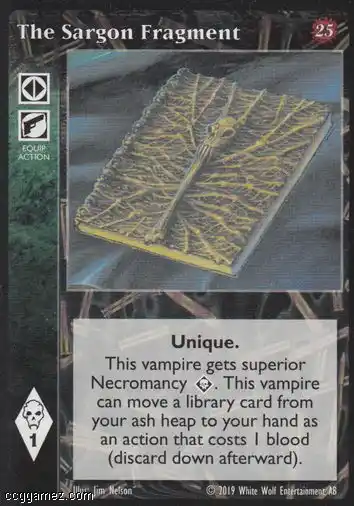 The Sargon Fragment
25
EQUIP
ACTION
Unique.
This vampire gets superior
Necromancy . This vampire
can move a library card from
your ash heap to your hand as
an action that costs 1 blood
(discard down afterward).
1
Illus: Jim Nelson
© 2019 White Wolf Entertainment AB
ccggamez.com